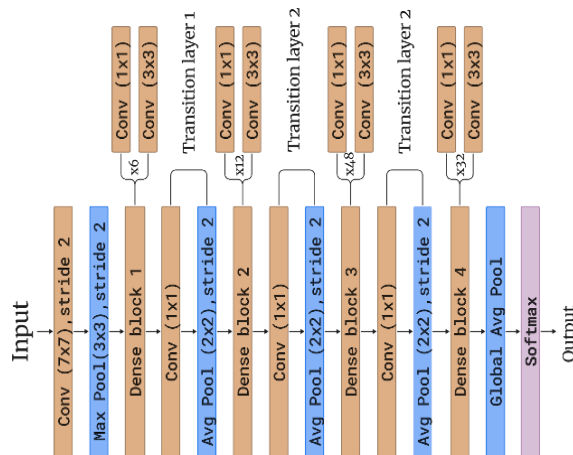 Input
Conv (7x7),stride 2
Max Pool(3x3),stride 2
Dense block 1
x6
Conv (1x1)
Conv (3x3)
Conv (1x1)
Avg Pool (2x2),stride 2
Transition layer 1
Dense block 2
x12
Conv (1x1)
Conv (3x3)
Conv (1x1)
Avg Pool (2x2),stride 2
Transition layer 2
Dense block 3
x48
Conv (1x1)
Conv (3x3)
Conv (1x1)
Avg Pool (2x2),stride 2
Transition layer 2
Dense block 4
x32
Conv (1x1)
Conv (3x3)
Global Avg Pool
Softmax
Output